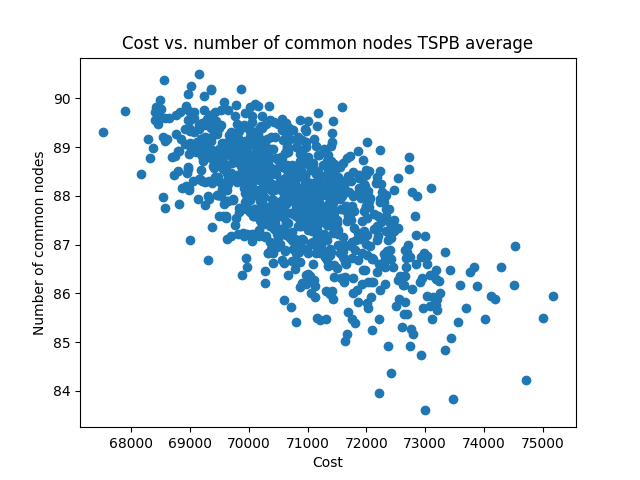 Cost vs. number of common nodes TSPB average
Number of common nodes
90
89
88
87
86
85
84
68000 69000 70000 71000 72000 73000 74000 75000
Cost